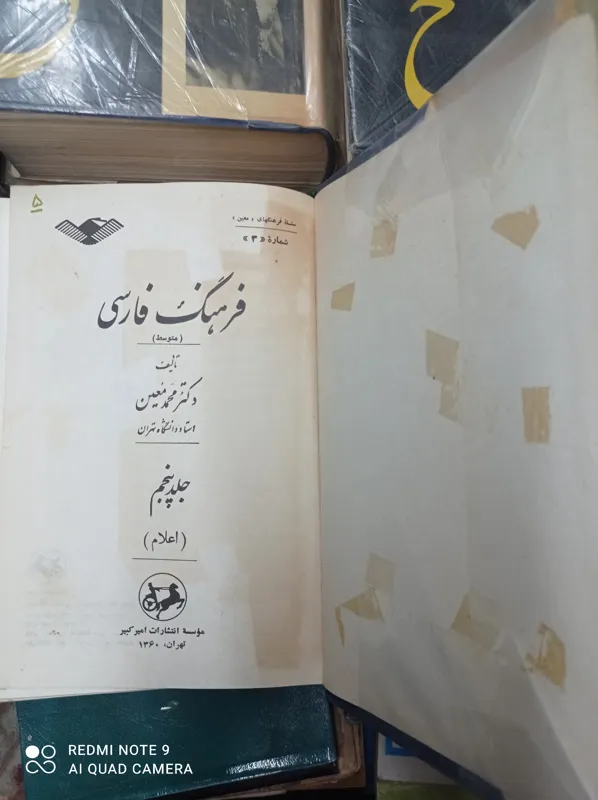 خ
۵
سلسلهٔ فرهنگهای «معین»
شمارهٔ «۳»
فرهنگ فارسی
(متوسط)
تألیف
دکتر محمد معین
استاد دانشگاه تهران
جلد پنجم
(اعلام)
مؤسسهٔ انتشارات امیرکبیر
تهران، ۱۳۶۰
REDMI NOTE 9
AI QUAD CAMERA